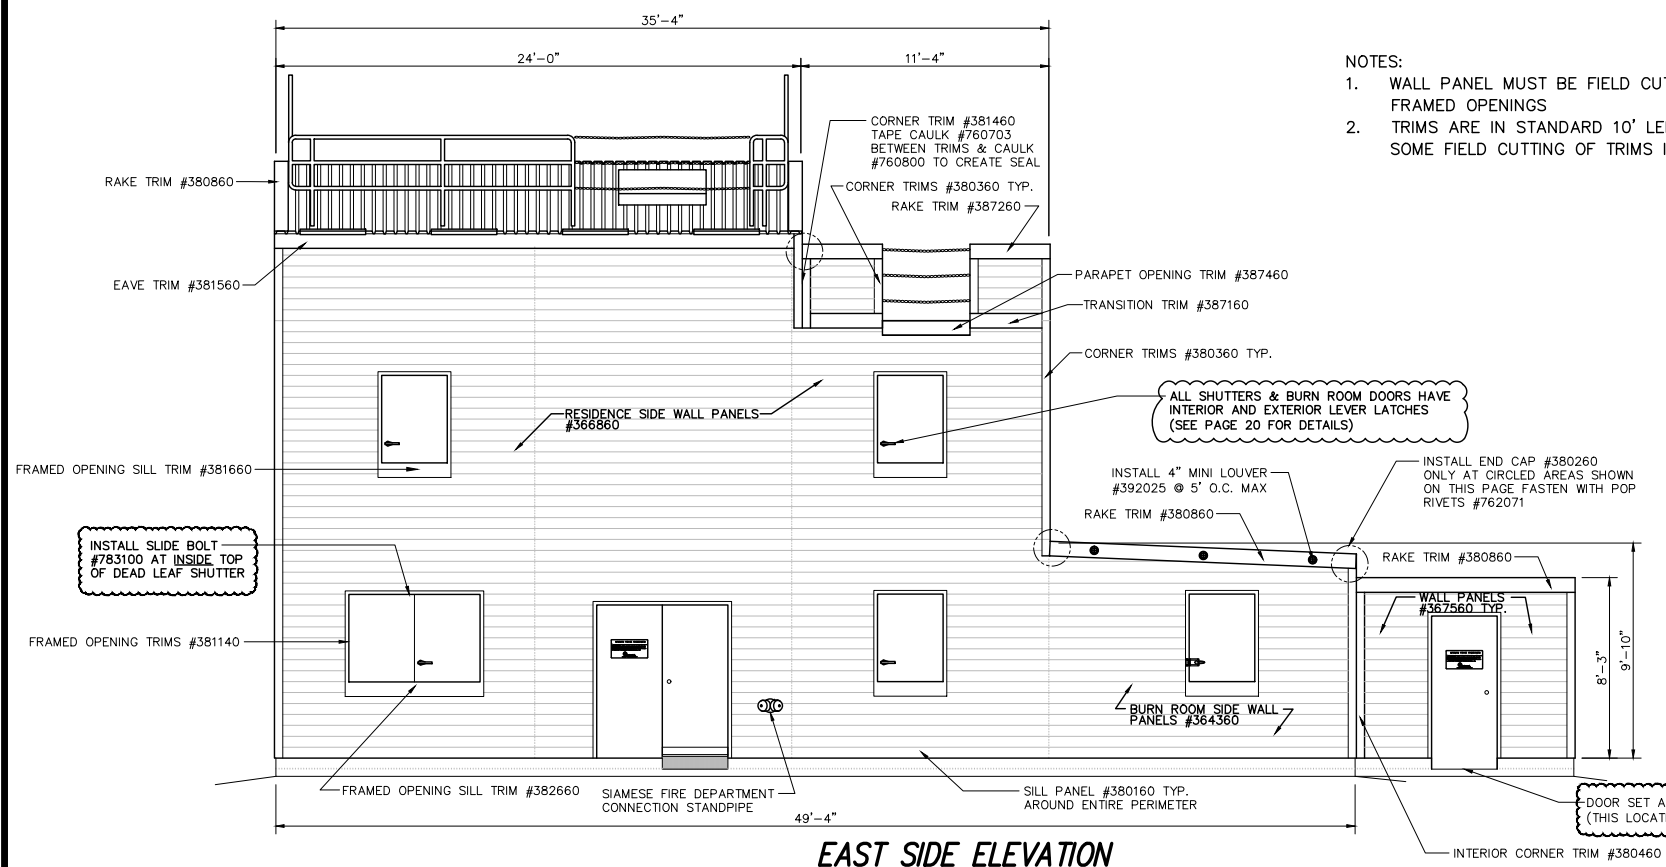 35'-4"
24'-0"
11'-4"
NOTES:
1. WALL PANEL MUST BE FIELD CUT
FRAMED OPENINGS
2. TRIMS ARE IN STANDARD 10' LE
SOME FIELD CUTTING OF TRIMS I
CORNER TRIM #381460
TAPE CAULK #760703
BETWEEN TRIMS & CAULK
#760800 TO CREATE SEAL
RAKE TRIM #380860
CORNER TRIMS #380360 TYP.
RAKE TRIM #387260
EAVE TRIM #381560
PARAPET OPENING TRIM #387460
TRANSITION TRIM #387160
CORNER TRIMS #380360 TYP.
RESIDENCE SIDE WALL PANELS
#366860
ALL SHUTTERS & BURN ROOM DOORS HAVE
INTERIOR AND EXTERIOR LEVER LATCHES
(SEE PAGE 20 FOR DETAILS)
FRAMED OPENING SILL TRIM #381660
INSTALL 4" MINI LOUVER
#392025 @ 5' O.C. MAX
INSTALL END CAP #380260
ONLY AT CIRCLED AREAS SHOWN
ON THIS PAGE FASTEN WITH POP
RIVETS #762071
RAKE TRIM #380860
INSTALL SLIDE BOLT
#783100 AT INSIDE TOP
OF DEAD LEAF SHUTTER
RAKE TRIM #380860
WALL PANELS
#367560 TYP.
FRAMED OPENING TRIMS #381140
8'-3"
9'-10"
BURN ROOM SIDE WALL
PANELS #364360
FRAMED OPENING SILL TRIM #382660
SIAMESE FIRE DEPARTMENT
CONNECTION STANDPIPE
SILL PANEL #380160 TYP.
AROUND ENTIRE PERIMETER
DOOR SET A
(THIS LOCATI
49'-4"
INTERIOR CORNER TRIM #380460
EAST SIDE ELEVATION